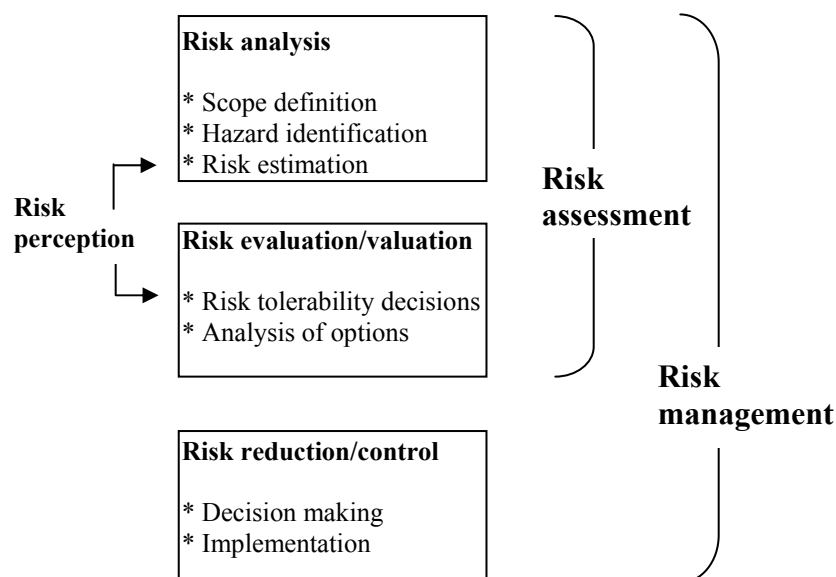 Risk analysis
* Scope definition
* Hazard identification
* Risk estimation
Risk
perception
Risk evaluation/valuation
* Risk tolerability decisions
* Analysis of options
Risk reduction/control
* Decision making
* Implementation
Risk
assessment
Risk
management